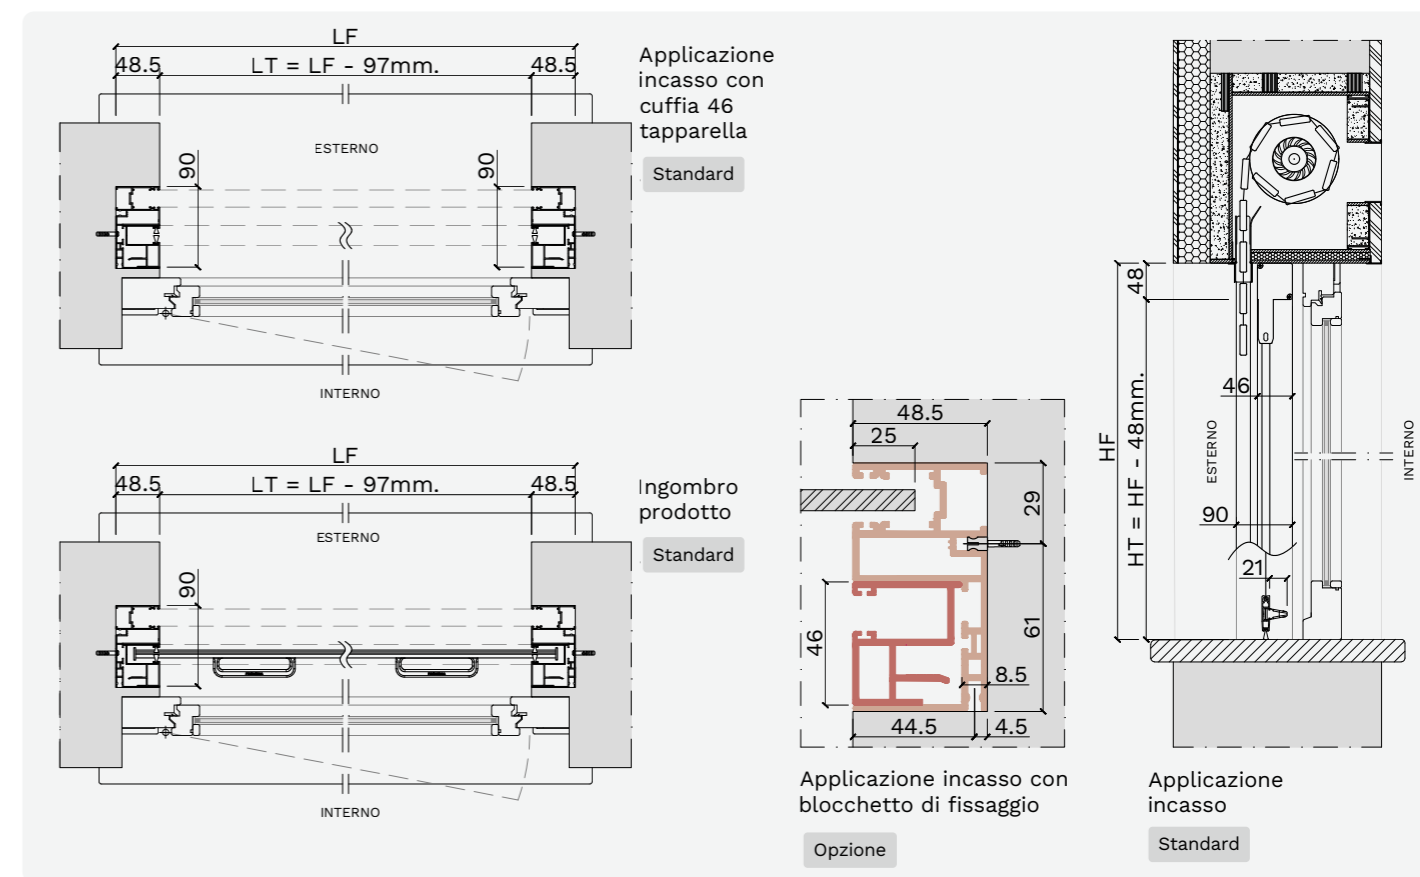 LF
48.5
LT = LF - 97mm.
48.5
ESTERNO
90
90
INTERNO
Applicazione
incasso con
cuffia 46
tapparella
Standard
LF
48.5
LT = LF - 97mm.
48.5
ESTERNO
90
INTERNO
Ingombro
prodotto
Standard
48.5
25
29
61
46
8.5
44.5
4.5
Applicazione incasso con
blocchetto di fissaggio
Opzione
48
HF
HT = HF - 48mm.
46
ESTERNO
INTERNO
90
21
Applicazione
incasso
Standard